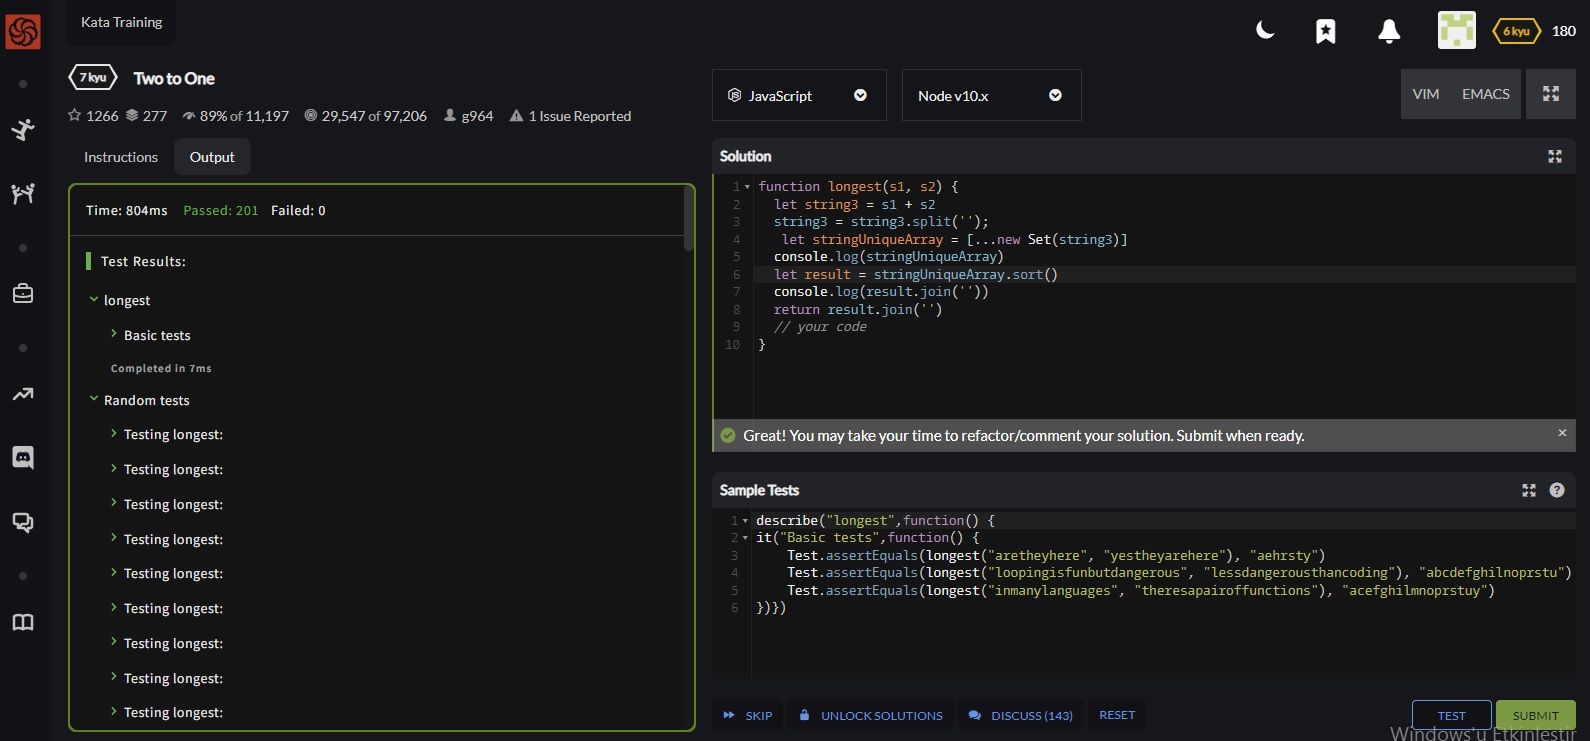 Kata Training
6 kyu 180
7 kyu Two to One
1266 277 89% of 11,197 29,547 of 97,206 g964 1 Issue Reported
Instructions Output
Time: 804ms Passed: 201 Failed: 0
Test Results:
longest
Basic tests
Completed in 7ms
Random tests
Testing longest:
Testing longest:
Testing longest:
Testing longest:
Testing longest:
Testing longest:
Testing longest:
Testing longest:
Testing longest:
JavaScript Node v10.x VIM EMACS
Solution
1 function longest(s1, s2) {
2 let string3 = s1 + s2
3 string3 = string3.split('');
4 let stringUniqueArray = [...new Set(string3)]
5 console.log(stringUniqueArray)
6 let result = stringUniqueArray.sort()
7 console.log(result.join(''))
8 return result.join('')
9 // your code
10 }
Great! You may take your time to refactor/comment your solution. Submit when ready. ×
Sample Tests ?
1 describe("longest",function() {
2 it("Basic tests",function() {
3 Test.assertEquals(longest("aretheyhere", "yestheyarehere"), "aehrsty")
4 Test.assertEquals(longest("loopingisfunbutdangerous", "lessdangerousthancoding"), "abcdefghilnoprstu")
5 Test.assertEquals(longest("inmanylanguages", "theresapairoffunctions"), "acefghilmnoprstuy")
6 })})
SKIP UNLOCK SOLUTIONS DISCUSS (143) RESET TEST SUBMIT
Windows'u Etkinleştir